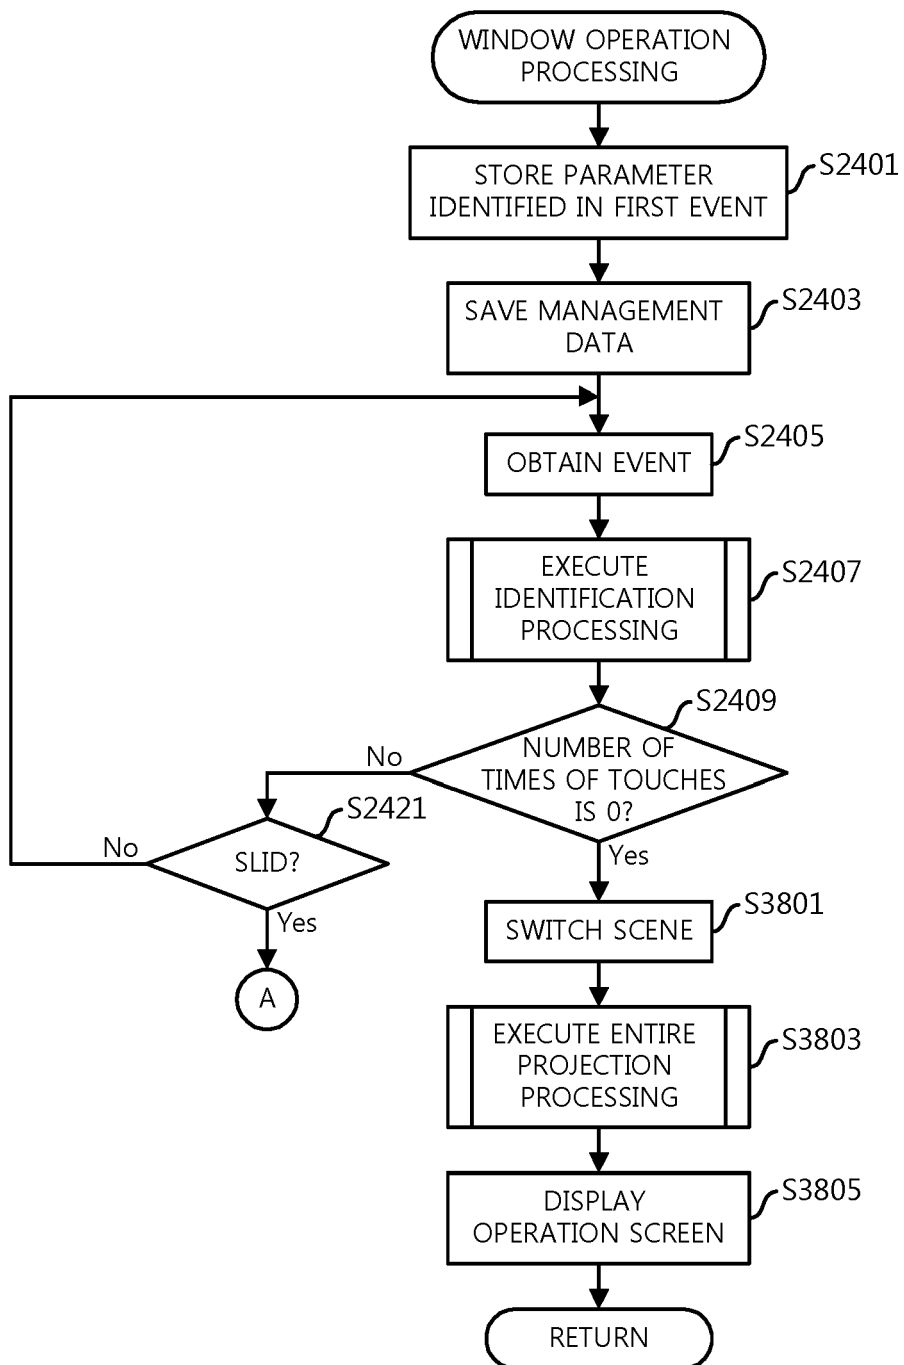 WINDOW OPERATION
PROCESSING
STORE PARAMETER
IDENTIFIED IN FIRST EVENT
S2401
SAVE MANAGEMENT
DATA
S2403
OBTAIN EVENT
S2405
EXECUTE
IDENTIFICATION
PROCESSING
S2407
NUMBER OF
TIMES OF TOUCHES
IS 0?
S2409
No
Yes
SLID?
S2421
No
Yes
A
SWITCH SCENE
S3801
EXECUTE ENTIRE
PROJECTION
PROCESSING
S3803
DISPLAY
OPERATION SCREEN
S3805
RETURN